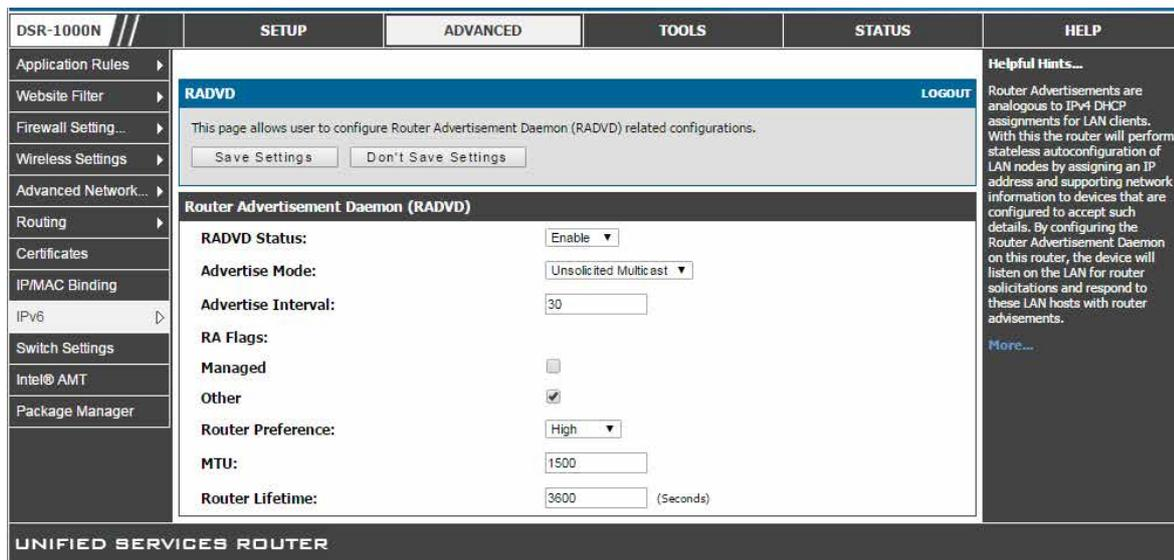 DSR-1000N
SETUP
ADVANCED
TOOLS
STATUS
HELP
Application Rules
Website Filter
Firewall Setting...
Wireless Settings
Advanced Network...
Routing
Certificates
IP/MAC Binding
IPv6
Switch Settings
Intel® AMT
Package Manager
RADVD
LOGOUT
This page allows user to configure Router Advertisement Daemon (RADVD) related configurations.
Save Settings
Don't Save Settings
Router Advertisement Daemon (RADVD)
RADVD Status: Enable
Advertise Mode: Unsolicited Multicast
Advertise Interval: 30
RA Flags:
Managed
Other
Router Preference: High
MTU: 1500
Router Lifetime: 3600 (Seconds)
Helpful Hints...
Router Advertisements are
analogous to IPv4 DHCP
assignments for LAN clients.
With this the router will perform
stateless autoconfiguration of
LAN nodes by assigning an IP
address and supporting network
information to devices that are
configured to accept such
details. By configuring the
Router Advertisement Daemon
on this router, the device will
listen on the LAN for router
solicitations and respond to
these LAN hosts with router
advisements.
More...
UNIFIED SERVICES ROUTER